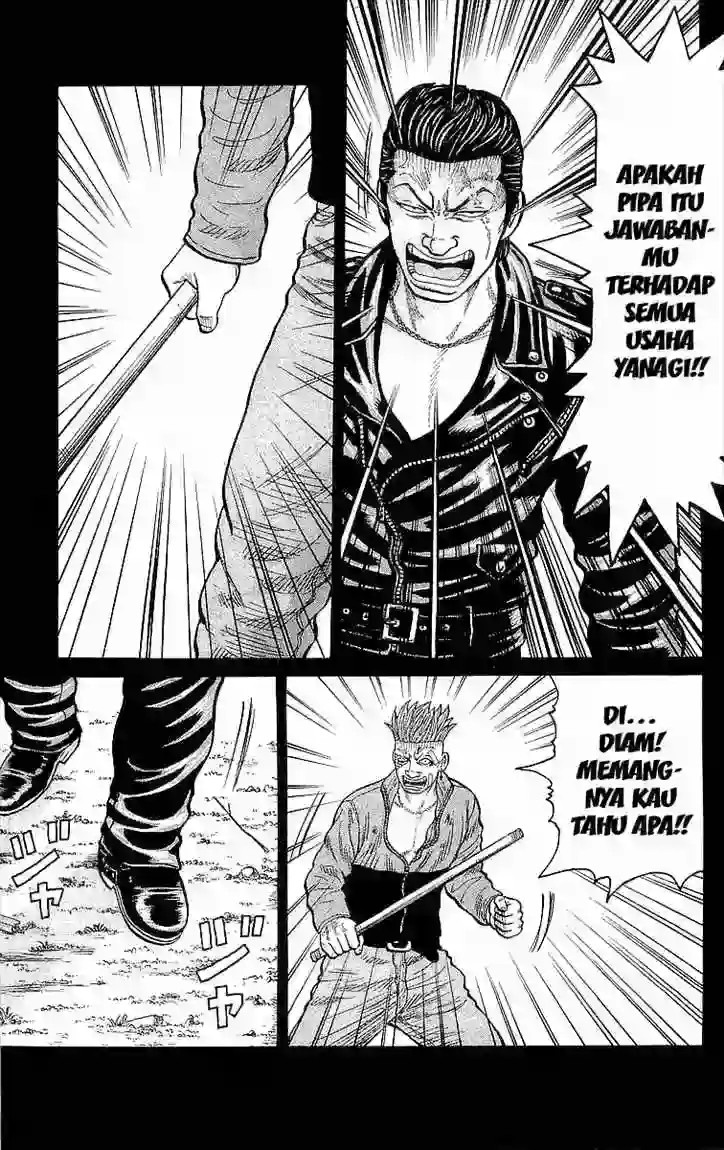 APAKAH
PIPA ITU
JAWABAN-
MU
TERHADAP
SEMUA
USAHA
YANAGI!!
DI...
DIAM!
MEMANG-
NYA KAU
TAHU APA!!
ジャ
ジャ